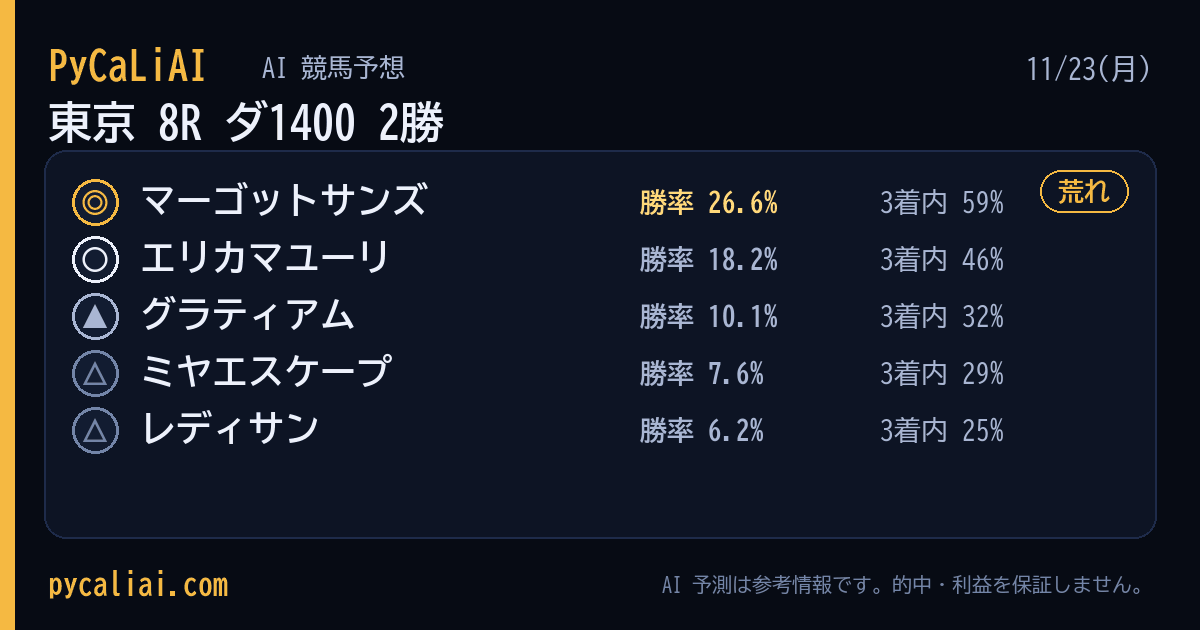 PyCaLiAI AI 競馬予想 11/23(月)
東京 8R ダ1400 2勝
◎ マーゴットサンズ 勝率 26.6% 3着内 59% 荒れ
○ エリカマユーリ 勝率 18.2% 3着内 46%
▲ グラティアム 勝率 10.1% 3着内 32%
△ ミヤエスケープ 勝率 7.6% 3着内 29%
△ レディサン 勝率 6.2% 3着内 25%
pycaliai.com AI 予測は参考情報です。的中・利益を保証しません。